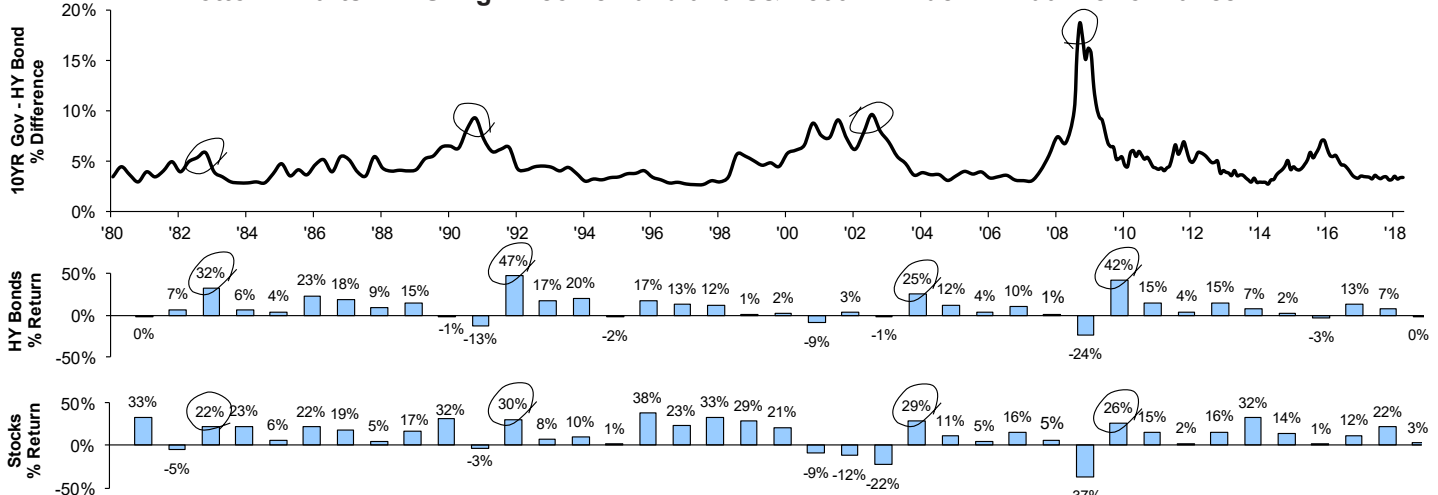 20%
15%
10%
5%
0%
10YR Gov - HY Bond
% Difference
'80 '82 '84 '86 '88 '90 '92 '94 '96 '98 '00 '02 '04 '06 '08 '10 '12 '14 '16 '18
HY Bonds
% Return
50%
0%
-50%
0% 7% 32% 6% 4% 23% 18% 9% 15% -1% -13% 47% 17% 20% -2% 17% 13% 12% 1% 2% -9% 3% -1% 25% 12% 4% 10% 1% -24% 42% 15% 4% 15% 7% 2% -3% 13% 7% 0%
Stocks
% Return
50%
0%
-50%
33% -5% 22% 23% 6% 22% 19% 5% 17% 32% -3% 30% 8% 10% 1% 38% 23% 33% 29% 21% -9% -12% -22% 29% 11% 5% 16% 5% -37% 26% 15% 2% 16% 32% 14% 1% 12% 22% 3%